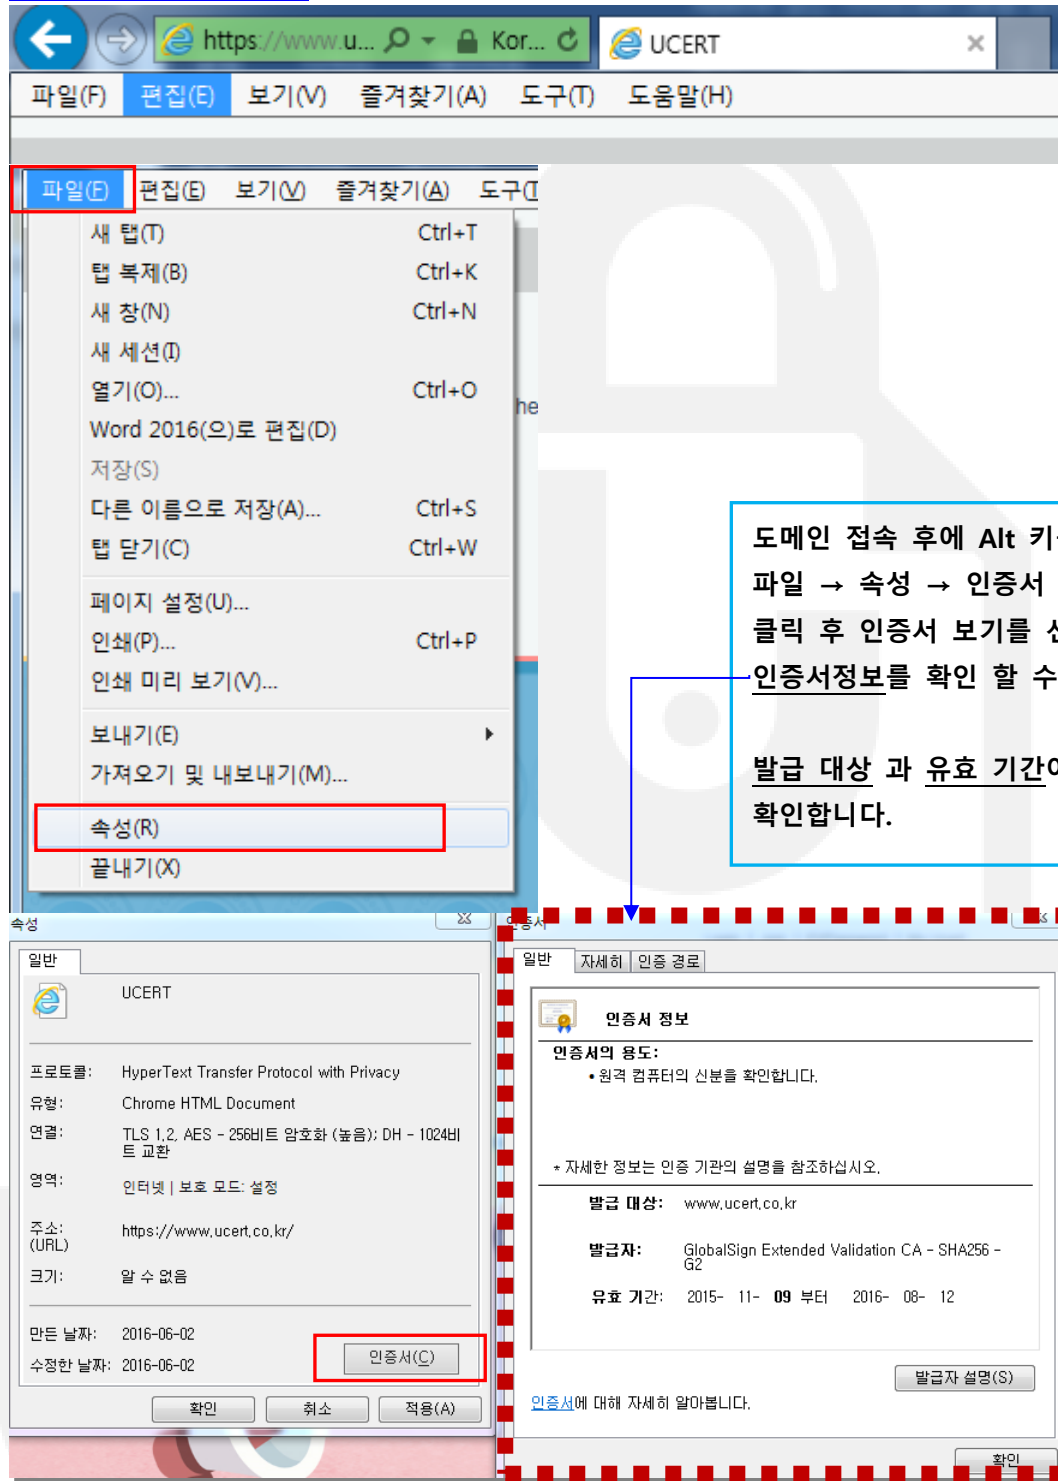 https://www.u... Kor... UCERT
파일(F) 편집(E) 보기(V) 즐겨찾기(A) 도구(T) 도움말(H)
파일(F) 편집(E) 보기(V) 즐겨찾기(A) 도구(T
새 탭(T) Ctrl+T
탭 복제(B) Ctrl+K
새 창(N) Ctrl+N
새 세션(I)
열기(O)... Ctrl+O
he
Word 2016(으)로 편집(D)
저장(S)
다른 이름으로 저장(A)... Ctrl+S
탭 닫기(C) Ctrl+W
페이지 설정(U)...
인쇄(P)... Ctrl+P
인쇄 미리 보기(V)...
보내기(E)
가져오기 및 내보내기(M)...
속성(R)
끝내기(X)
도메인 접속 후에 Alt 키
파일 → 속성 → 인증서
클릭 후 인증서 보기를
인증서정보를 확인 할 수
발급 대상 과 유효 기간이
확인합니다.
속성
일반
UCERT
프로토콜: HyperText Transfer Protocol with Privacy
유형: Chrome HTML Document
연결: TLS 1.2, AES - 256비트 암호화 (높음); DH - 1024비
트 교환
영역: 인터넷 | 보호 모드: 설정
주소: https://www.ucert.co.kr/
(URL)
크기: 알 수 없음
만든 날짜: 2016-06-02
수정한 날짜: 2016-06-02
인증서(C)
확인 취소 적용(A)
인증서
일반 자세히 인증 경로
인증서 정보
인증서의 용도:
• 원격 컴퓨터의 신분을 확인합니다.
* 자세한 정보는 인증 기관의 설명을 참조하십시오.
발급 대상: www.ucert.co.kr
발급자: GlobalSign Extended Validation CA - SHA256 -
G2
유효 기간: 2015- 11- 09 부터 2016- 08- 12
발급자 설명(S)
인증서에 대해 자세히 알아봅니다.
확인